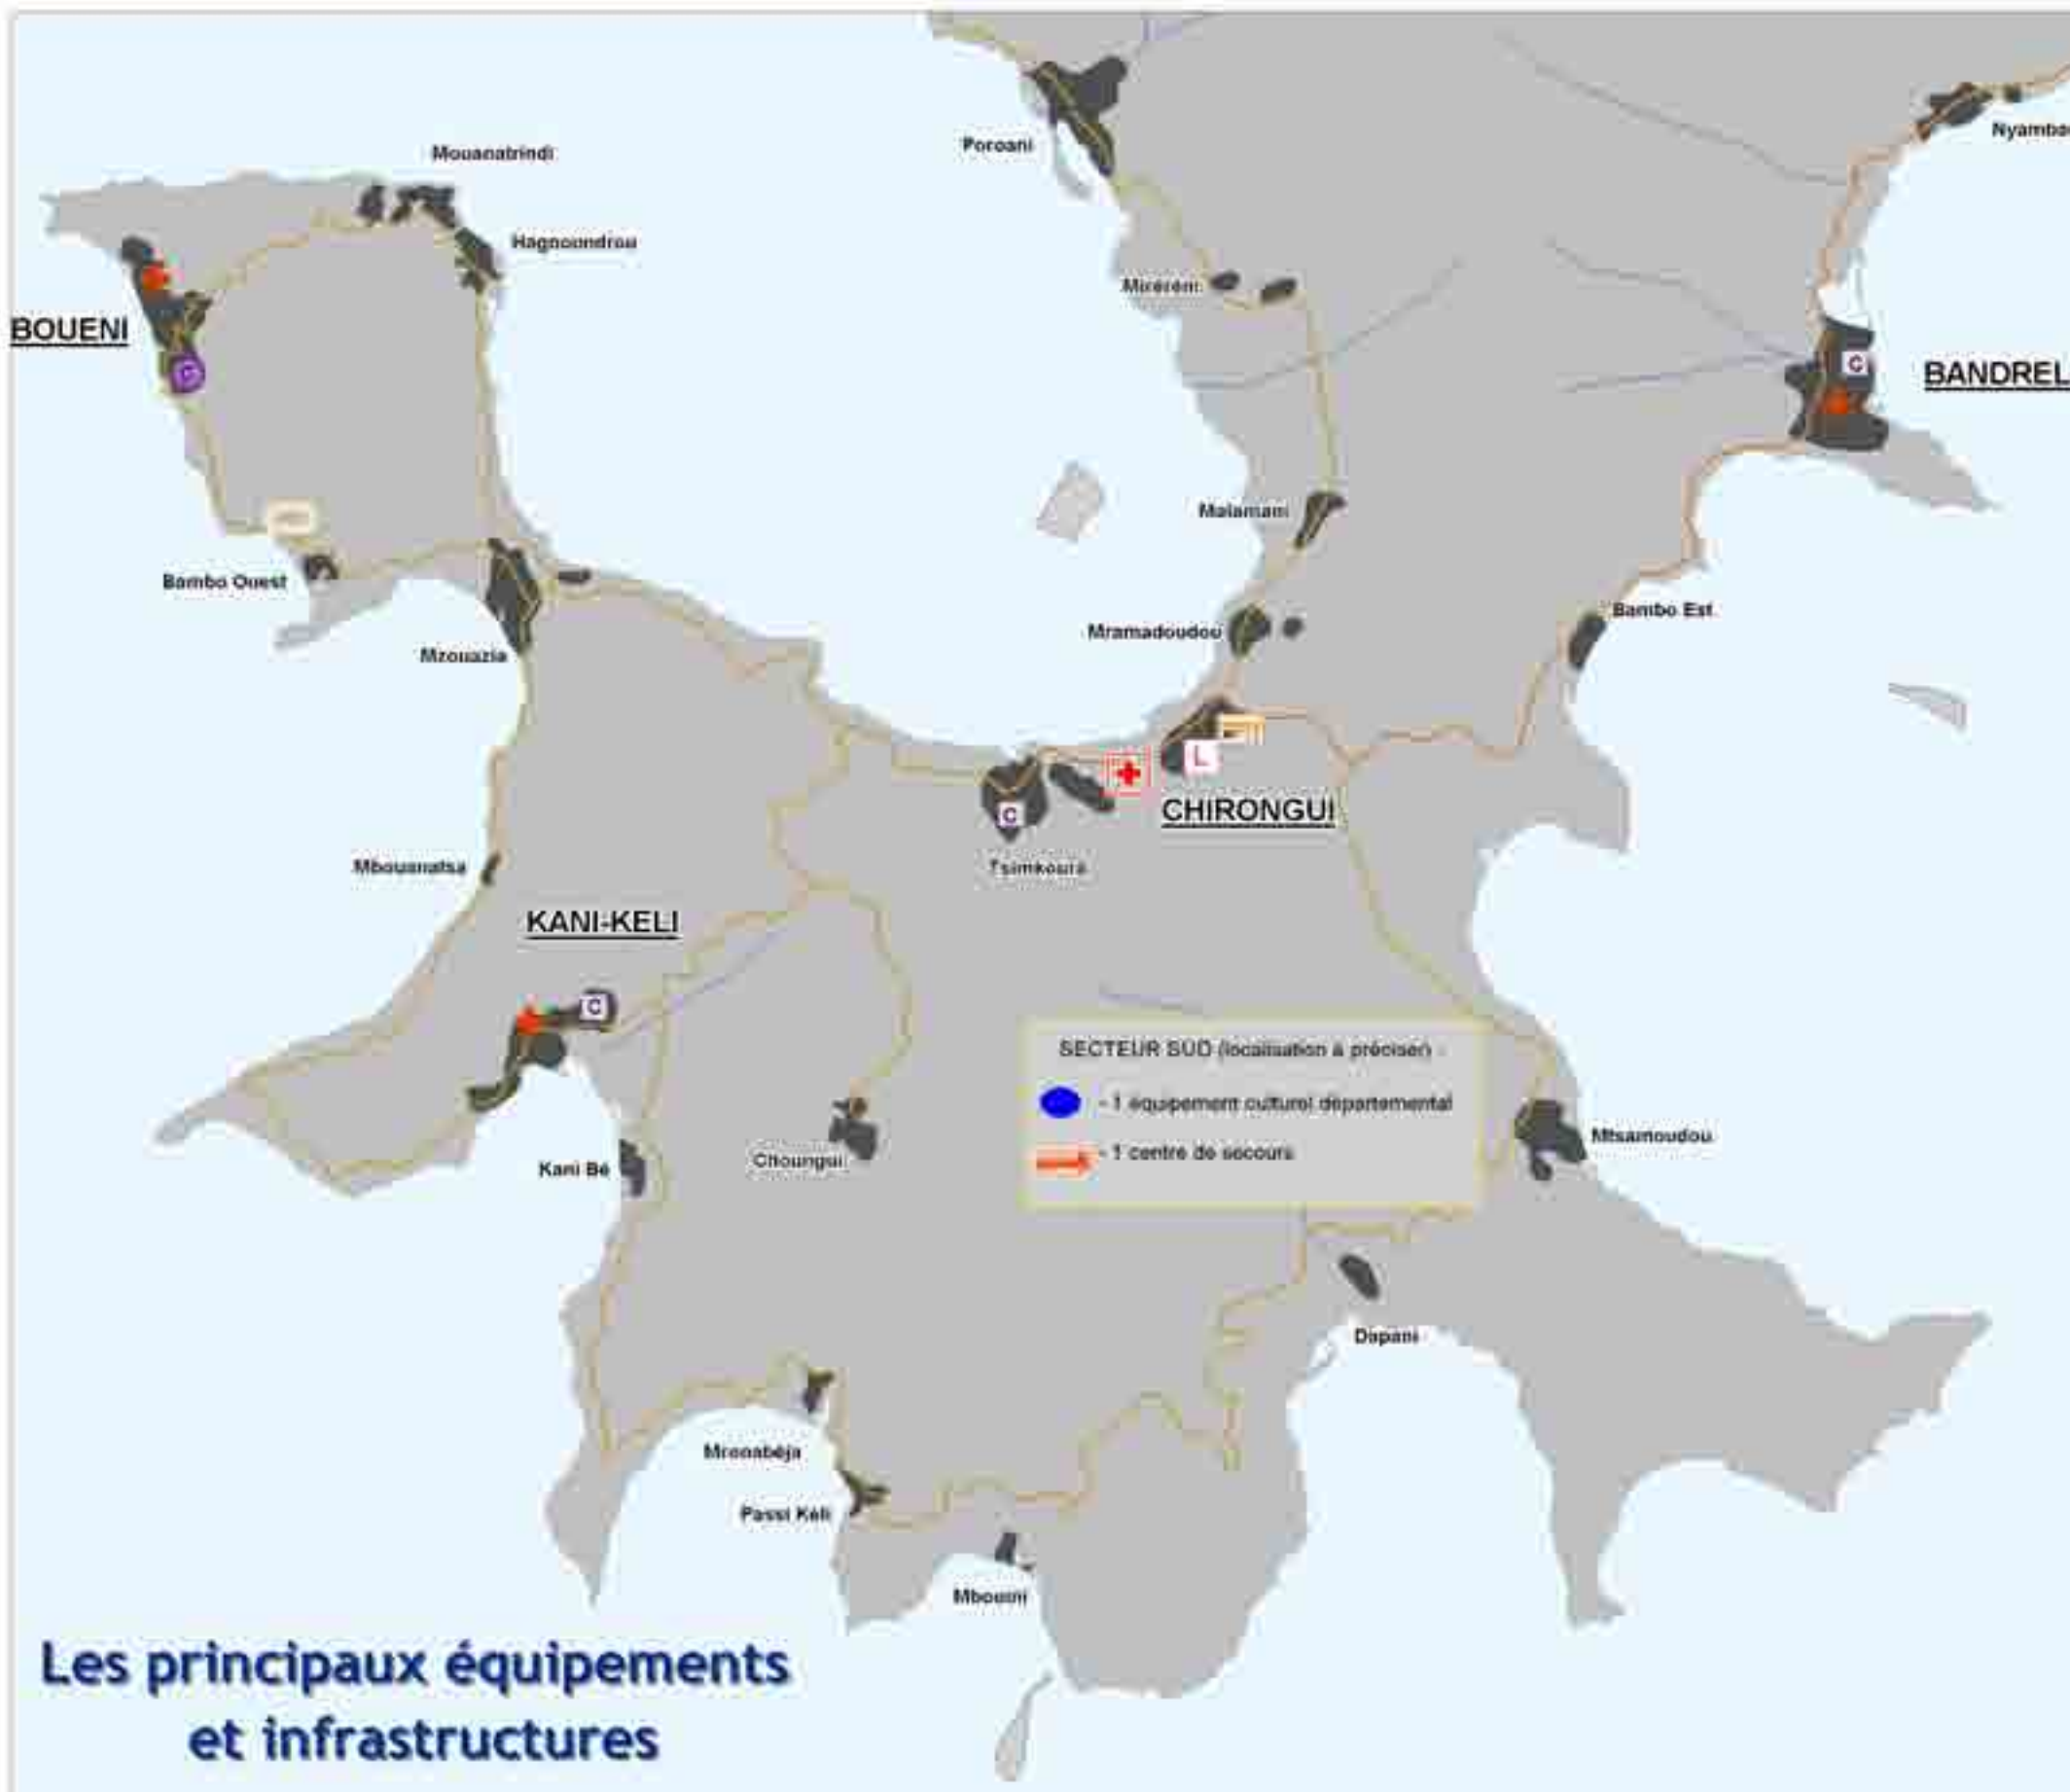 Poroani
Nyamba
Mouanatrindi
Hagnoundrou
Miréréni
BOUENI
C
C
BANDREL
Malamani
Bambo Ouest
Bambo Est
Mramadoudou
Mzouazia
L
CHIRONGUI
C
Tsimkoura
Mbouanatsa
KANI-KELI
C
SECTEUR SUD (localisation à préciser) :
- 1 équipement culturel départemental
- 1 centre de secours
Mtsamoudou
Choungui
Kani Bé
Dapani
Mronabéja
Passi Kéli
Mbouini
Les principaux équipements
et infrastructures